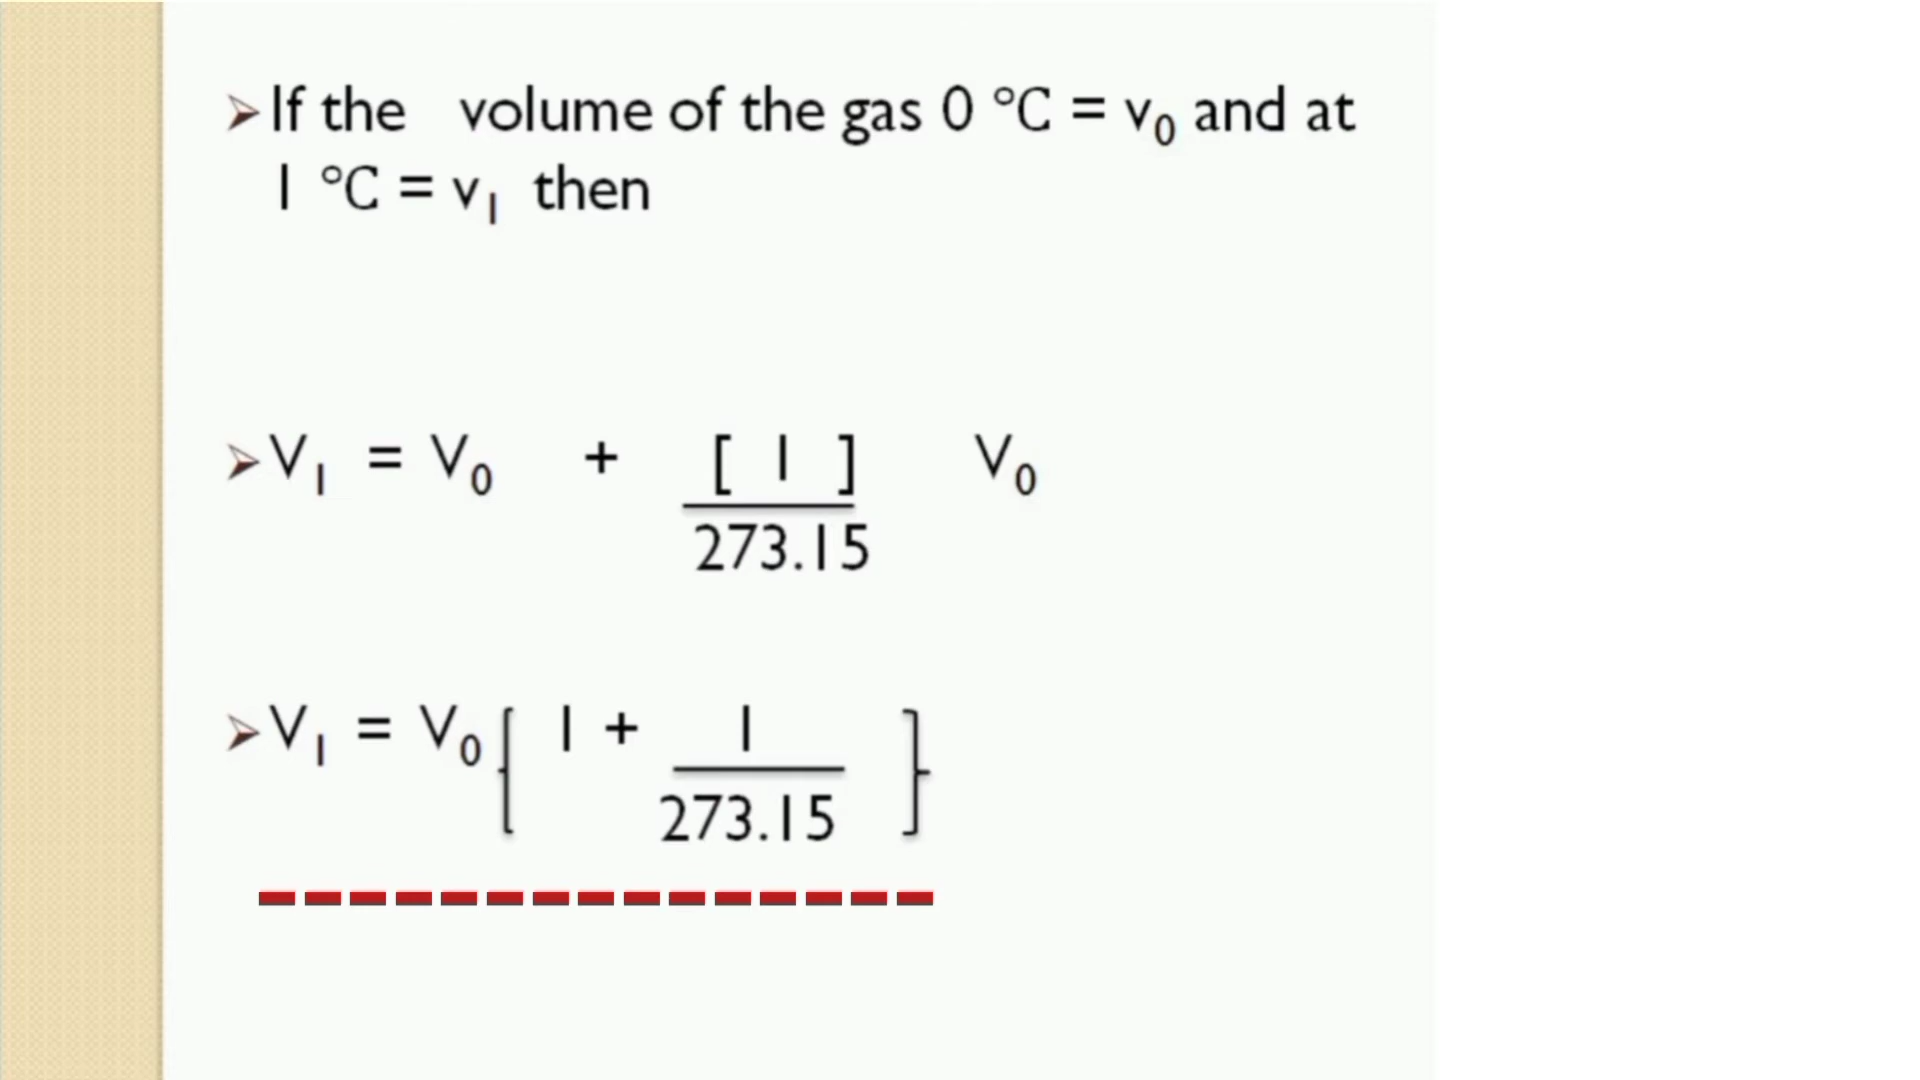 ➢If the volume of the gas 0 °C = v₀ and at
1 °C = v₁ then
➢V₁ = V₀ + [ 1 ] V₀
273.15
➢V₁ = V₀ { 1 + 1 }
273.15